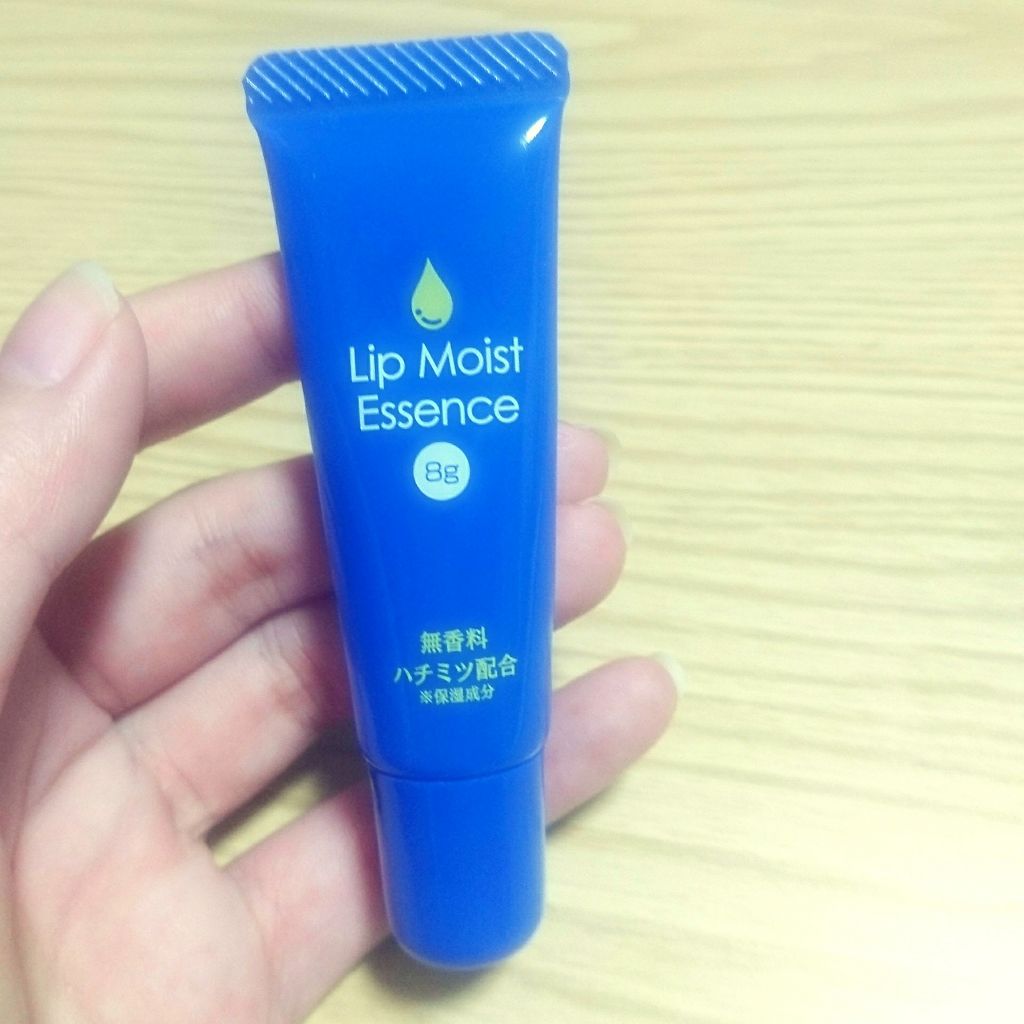 Lip Moist
Essence
8g
無香料
ハチミツ配合
※保湿成分